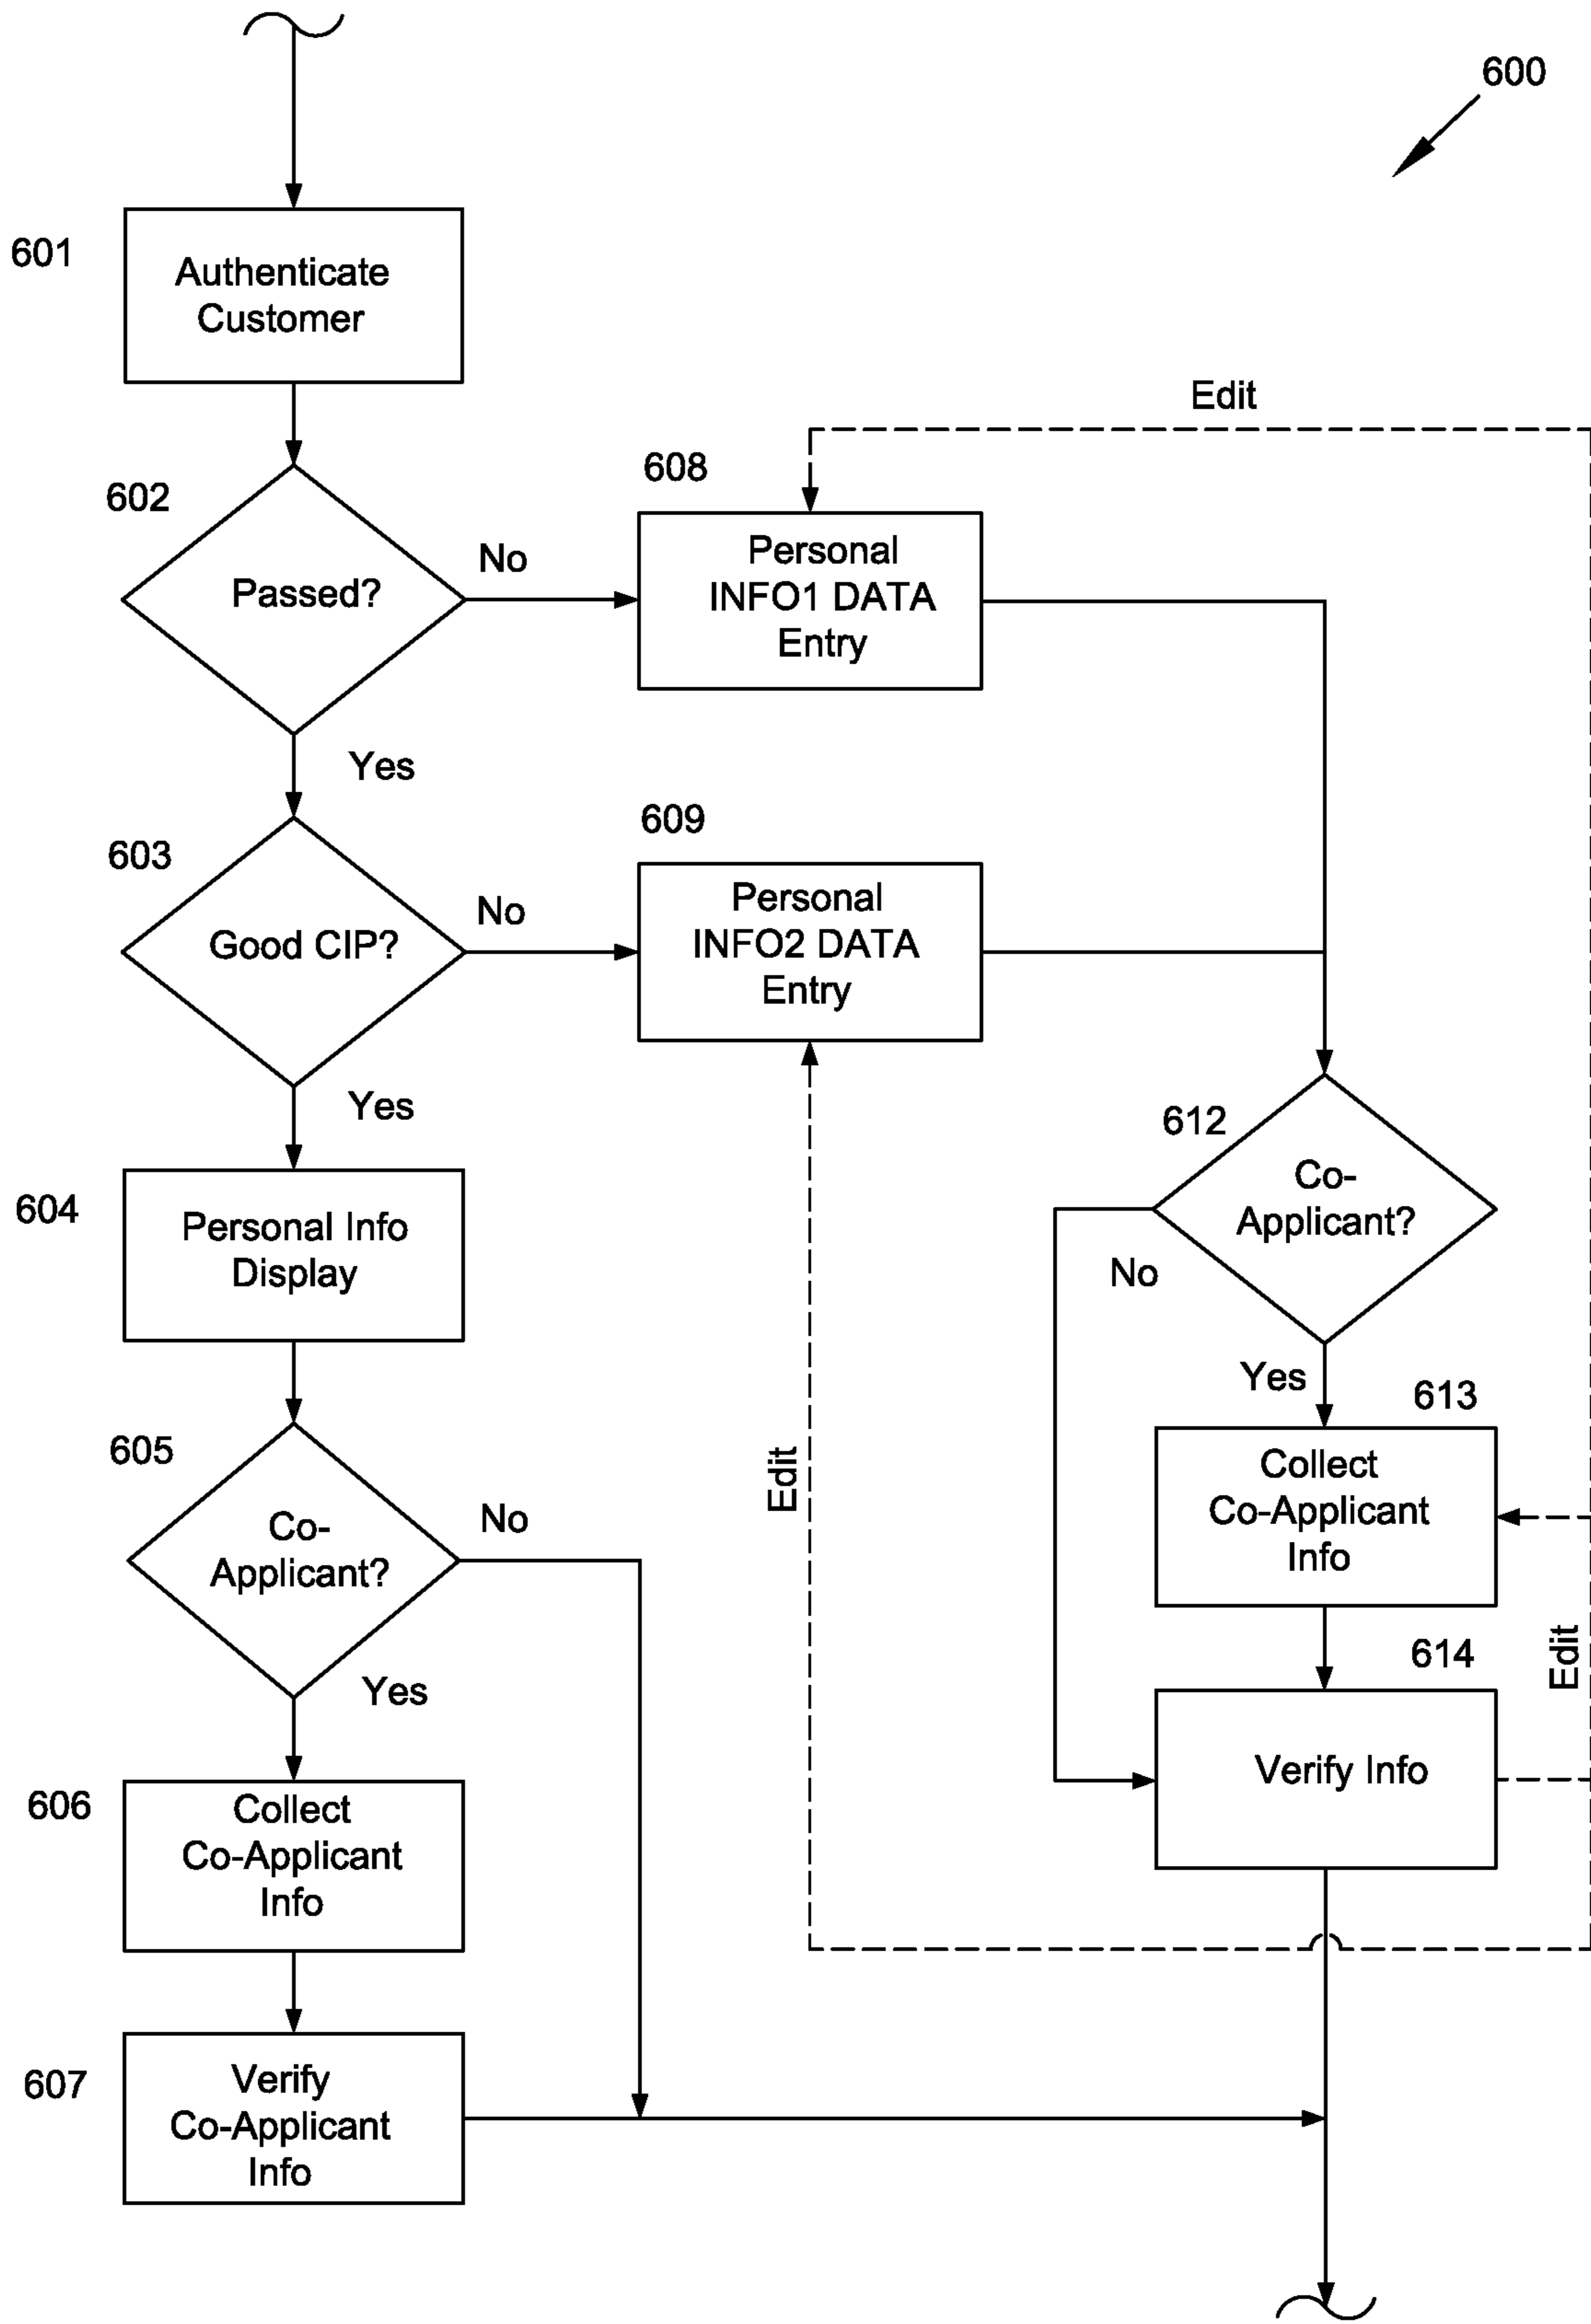 600
601
Authenticate
Customer
Edit
602
Passed?
No
608
Personal
INFO1 DATA
Entry
Yes
603
Good CIP?
No
609
Personal
INFO2 DATA
Entry
Yes
604
Personal Info
Display
612
Co-
Applicant?
No
Yes
613
Collect
Co-Applicant
Info
605
Co-
Applicant?
No
Edit
Yes
614
Verify Info
Edit
606
Collect
Co-Applicant
Info
607
Verify
Co-Applicant
Info